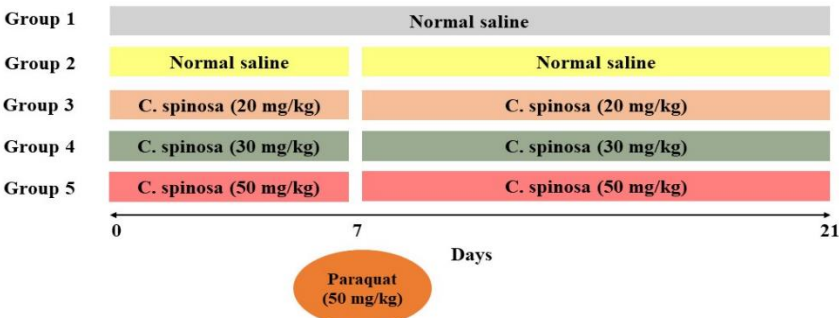 Group 1 Normal saline
Group 2 Normal saline Normal saline
Group 3 C. spinosa (20 mg/kg) C. spinosa (20 mg/kg)
Group 4 C. spinosa (30 mg/kg) C. spinosa (30 mg/kg)
Group 5 C. spinosa (50 mg/kg) C. spinosa (50 mg/kg)
0 7 21
Days
Paraquat
(50 mg/kg)